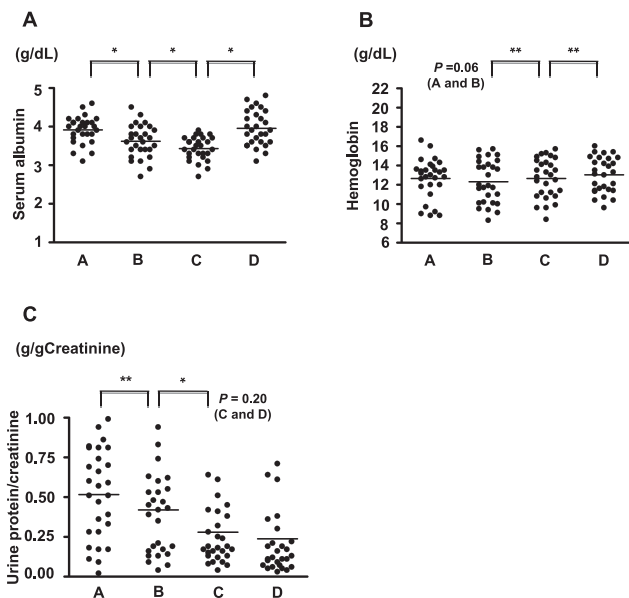 A
(g/dL)
* * *
Serum albumin
5
4
3
2
1
A B C D
B
(g/dL)
P =0.06
(A and B)
** **
Hemoglobin
22
20
18
16
14
12
10
8
6
A B C D
C
(g/gCreatinine)
** *
P = 0.20
(C and D)
Urine protein/creatinine
1.00
0.75
0.50
0.25
0.00
A B C D